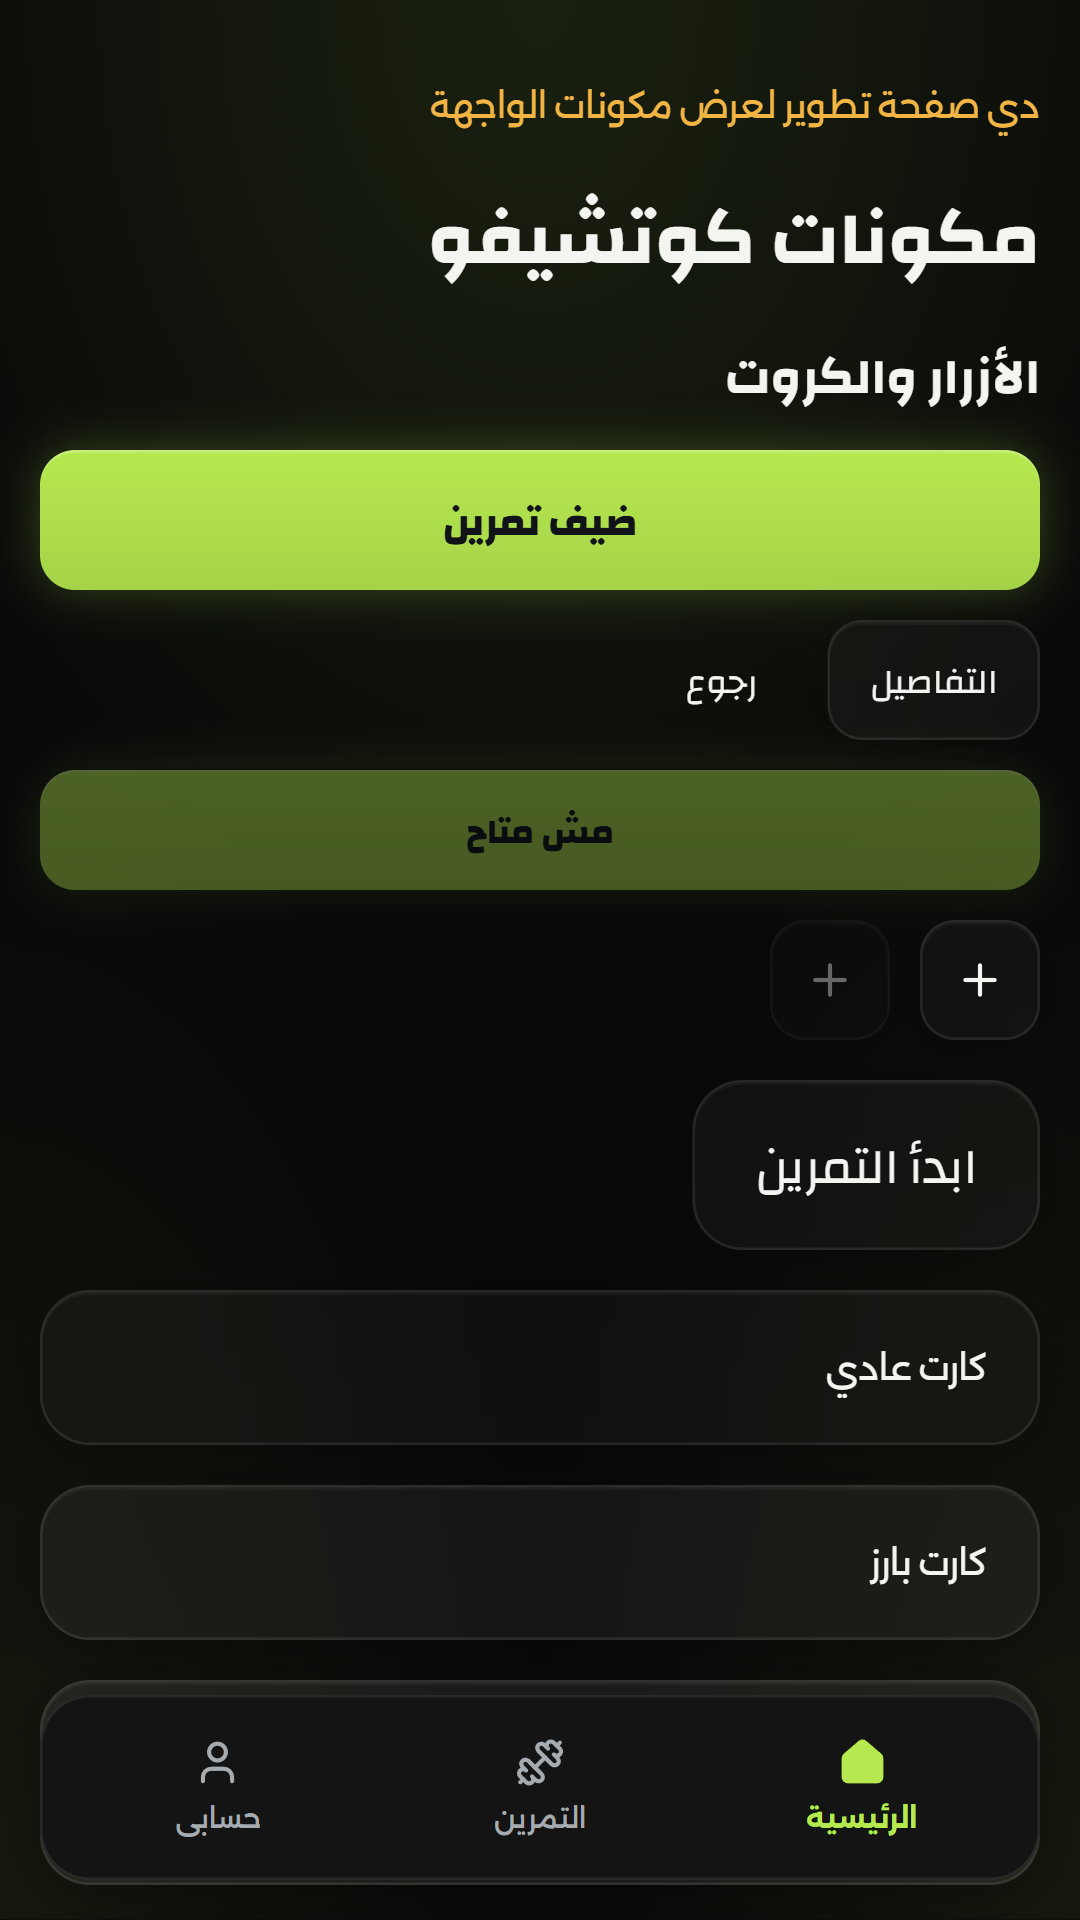 دي صفحة تطوير لعرض مكونات الواجهة
مكونات كوتشيفو
الأزرار والكروت
ضيف تمرين
التفاصيل
رجوع
مش متاح
ابدأ التمرين
كارت عادي
كارت بارز
الرئيسية
التمرين
حسابى